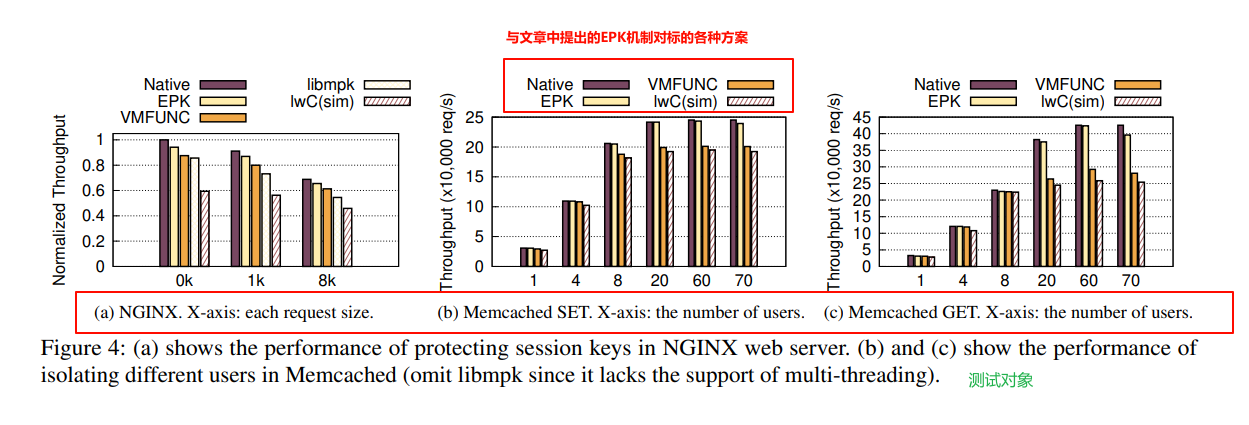 与文章中提出的EPK机制对标的各种方案
Native
EPK
VMFUNC
libmpk
lwC(sim)
Normalized Throughput
1
0.8
0.6
0.4
0.2
0
0k 1k 8k
Native
EPK
VMFUNC
lwC(sim)
Throughput (x10,000 req/s)
25
20
15
10
5
0
1 4 8 20 60 70
Native
EPK
VMFUNC
lwC(sim)
Throughput (x10,000 req/s)
45
40
35
30
25
20
15
10
5
0
1 4 8 20 60 70
(a) NGINX. X-axis: each request size.
(b) Memcached SET. X-axis: the number of users.
(c) Memcached GET. X-axis: the number of users.
Figure 4: (a) shows the performance of protecting session keys in NGINX web server. (b) and (c) show the performance of
isolating different users in Memcached (omit libmpk since it lacks the support of multi-threading).
测试对象